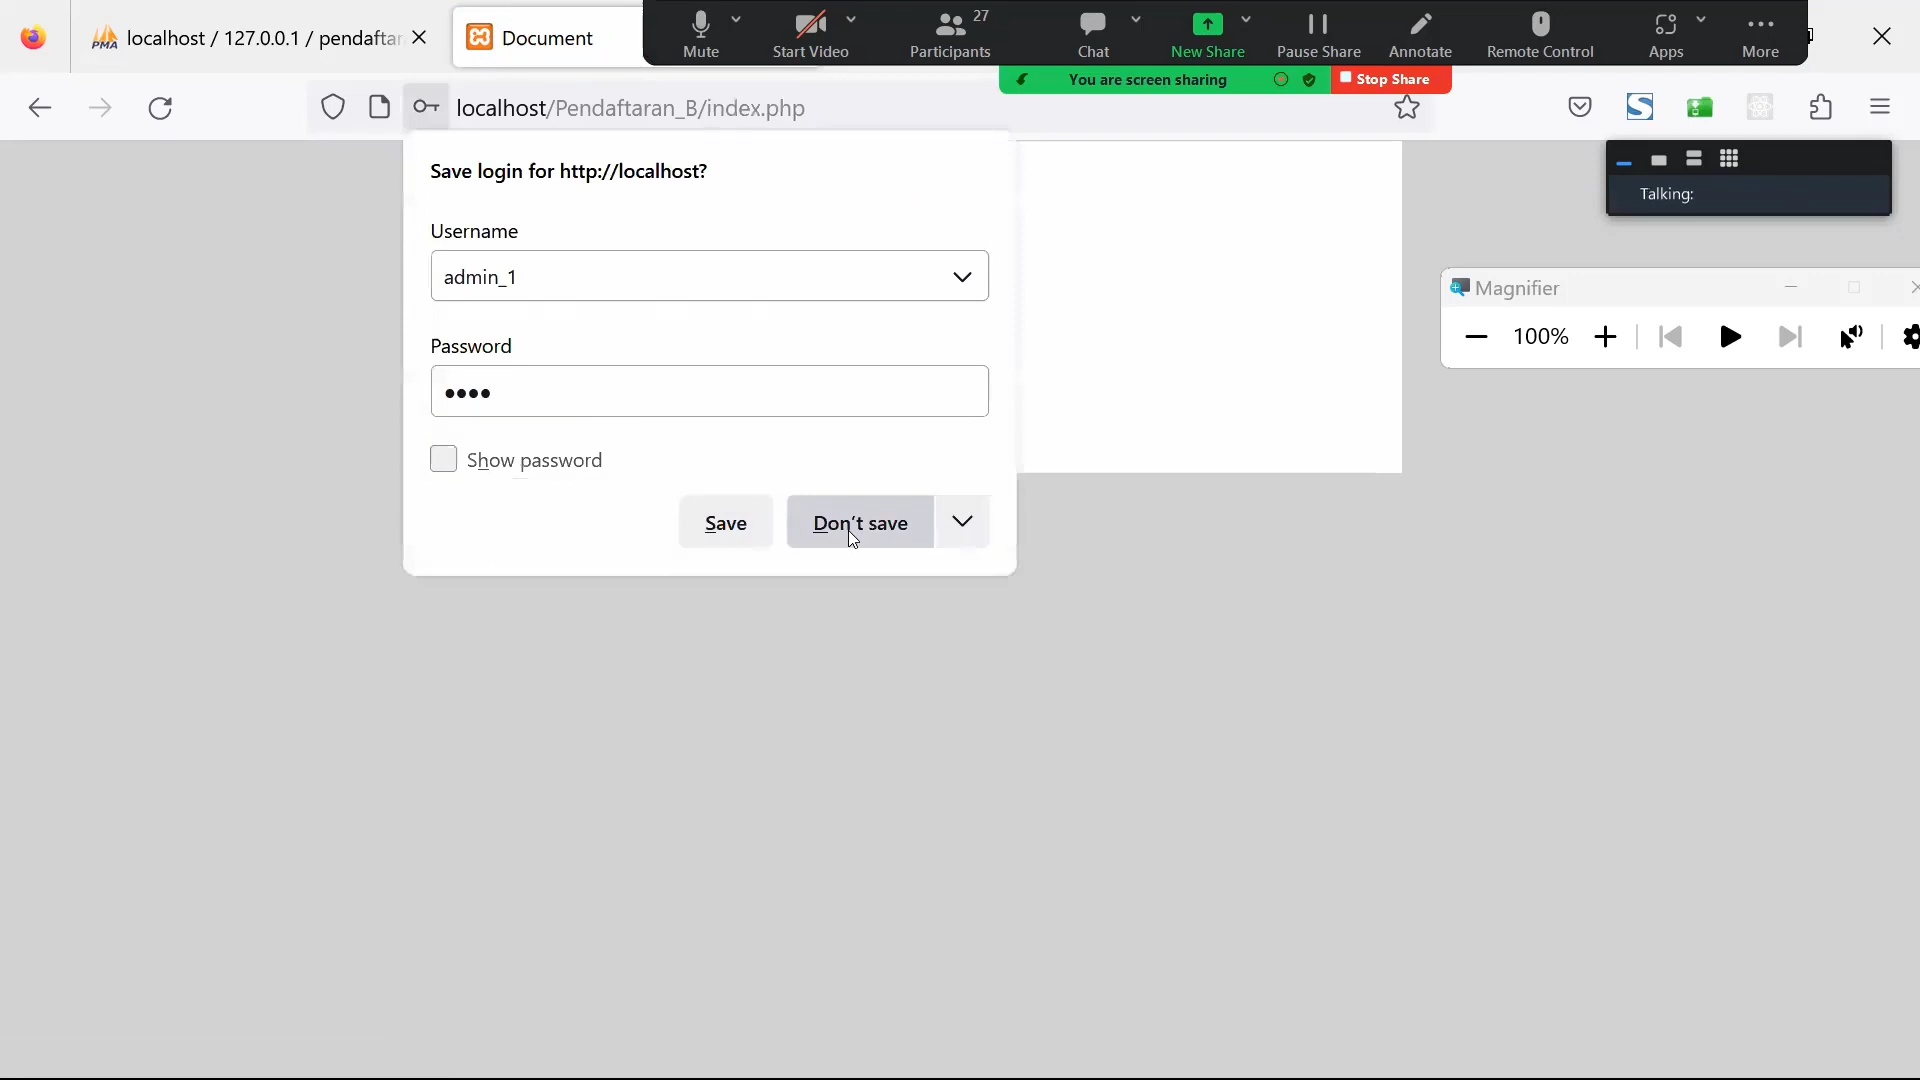 localhost / 127.0.0.1 / pendaftar
Document
Mute
Start Video
27
Participants
Chat
New Share
Pause Share
Annotate
Remote Control
Apps
More
You are screen sharing
Stop Share
localhost/Pendaftaran_B/index.php
Talking:
Save login for http://localhost?
Username
admin_1
Password
Show password
Save
Don't save
Magnifier
100%